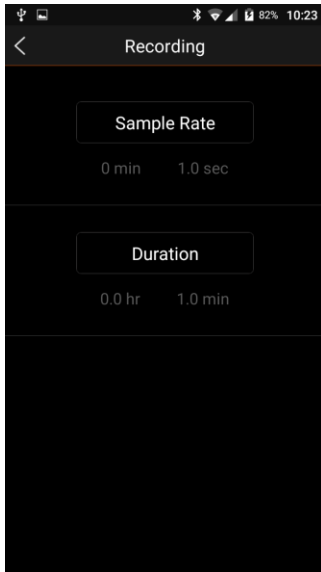 82% 10:23
Recording
Sample Rate
0 min 1.0 sec
Duration
0.0 hr 1.0 min